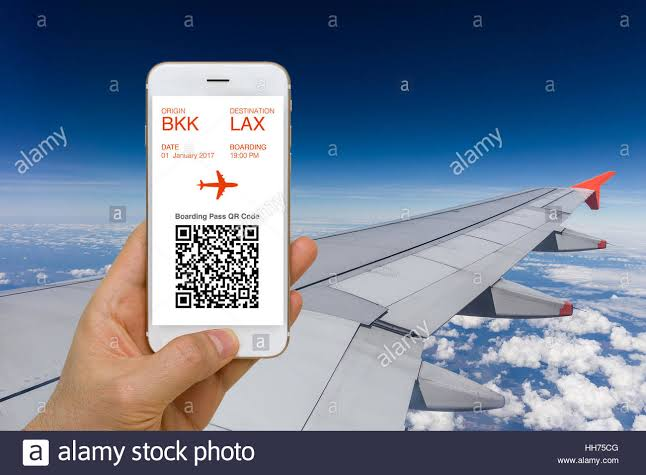 a a a a a
ORIGIN DESTINATION
BKK LAX
DATE BOARDING
01 January 2017 19:00 PM
alamy
alamy
a a a
Boarding Pass QR Code
a a
alamy
a a a
a alamy stock photo
HH75CG
www.alamy.com